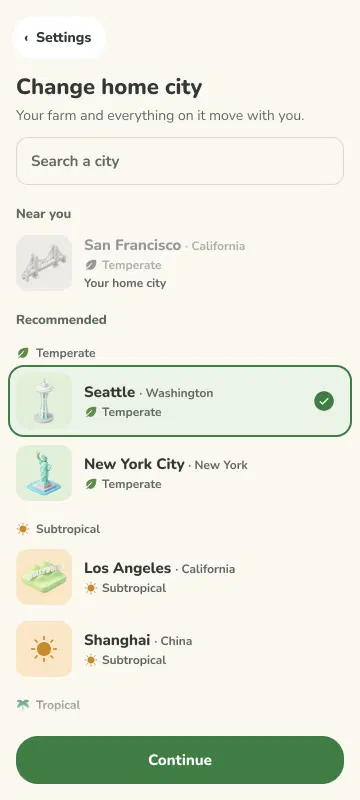 ‹ Settings
Change home city
Your farm and everything on it move with you.
Search a city
Near you
San Francisco · California
Temperate
Your home city
Recommended
Temperate
Seattle · Washington
Temperate
New York City · New York
Temperate
Subtropical
Los Angeles · California
Subtropical
Shanghai · China
Subtropical
Tropical
Continue